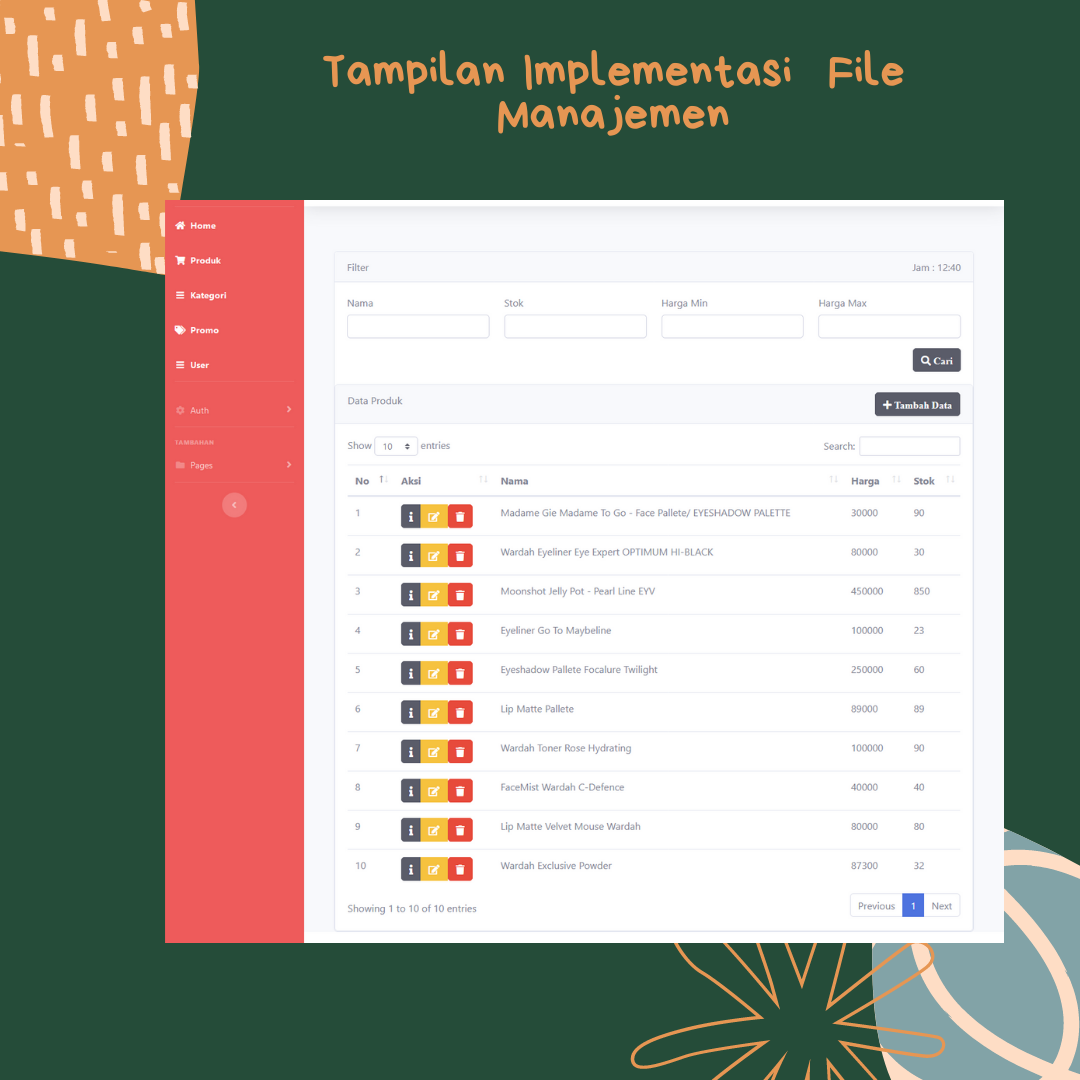 Tampilan Implementasi File
Manajemen
Home
Produk
Kategori
Promo
User
Auth
TAMBAHAN
Pages
Filter
Jam : 12:40
Nama Stok Harga Min Harga Max
Cari
Data Produk
Tambah Data
Show 10 entries
Search:
No Aksi Nama Harga Stok
1 Madame Gie Madame To Go - Face Pallete/ EYESHADOW PALETTE 30000 90
2 Wardah Eyeliner Eye Expert OPTIMUM HI-BLACK 80000 30
3 Moonshot Jelly Pot - Pearl Line EYV 450000 850
4 Eyeliner Go To Maybeline 100000 23
5 Eyeshadow Pallete Focalure Twilight 250000 60
6 Lip Matte Pallete 89000 89
7 Wardah Toner Rose Hydrating 100000 90
8 FaceMist Wardah C-Defence 40000 40
9 Lip Matte Velvet Mouse Wardah 80000 80
10 Wardah Exclusive Powder 87300 32
Showing 1 to 10 of 10 entries
Previous 1 Next